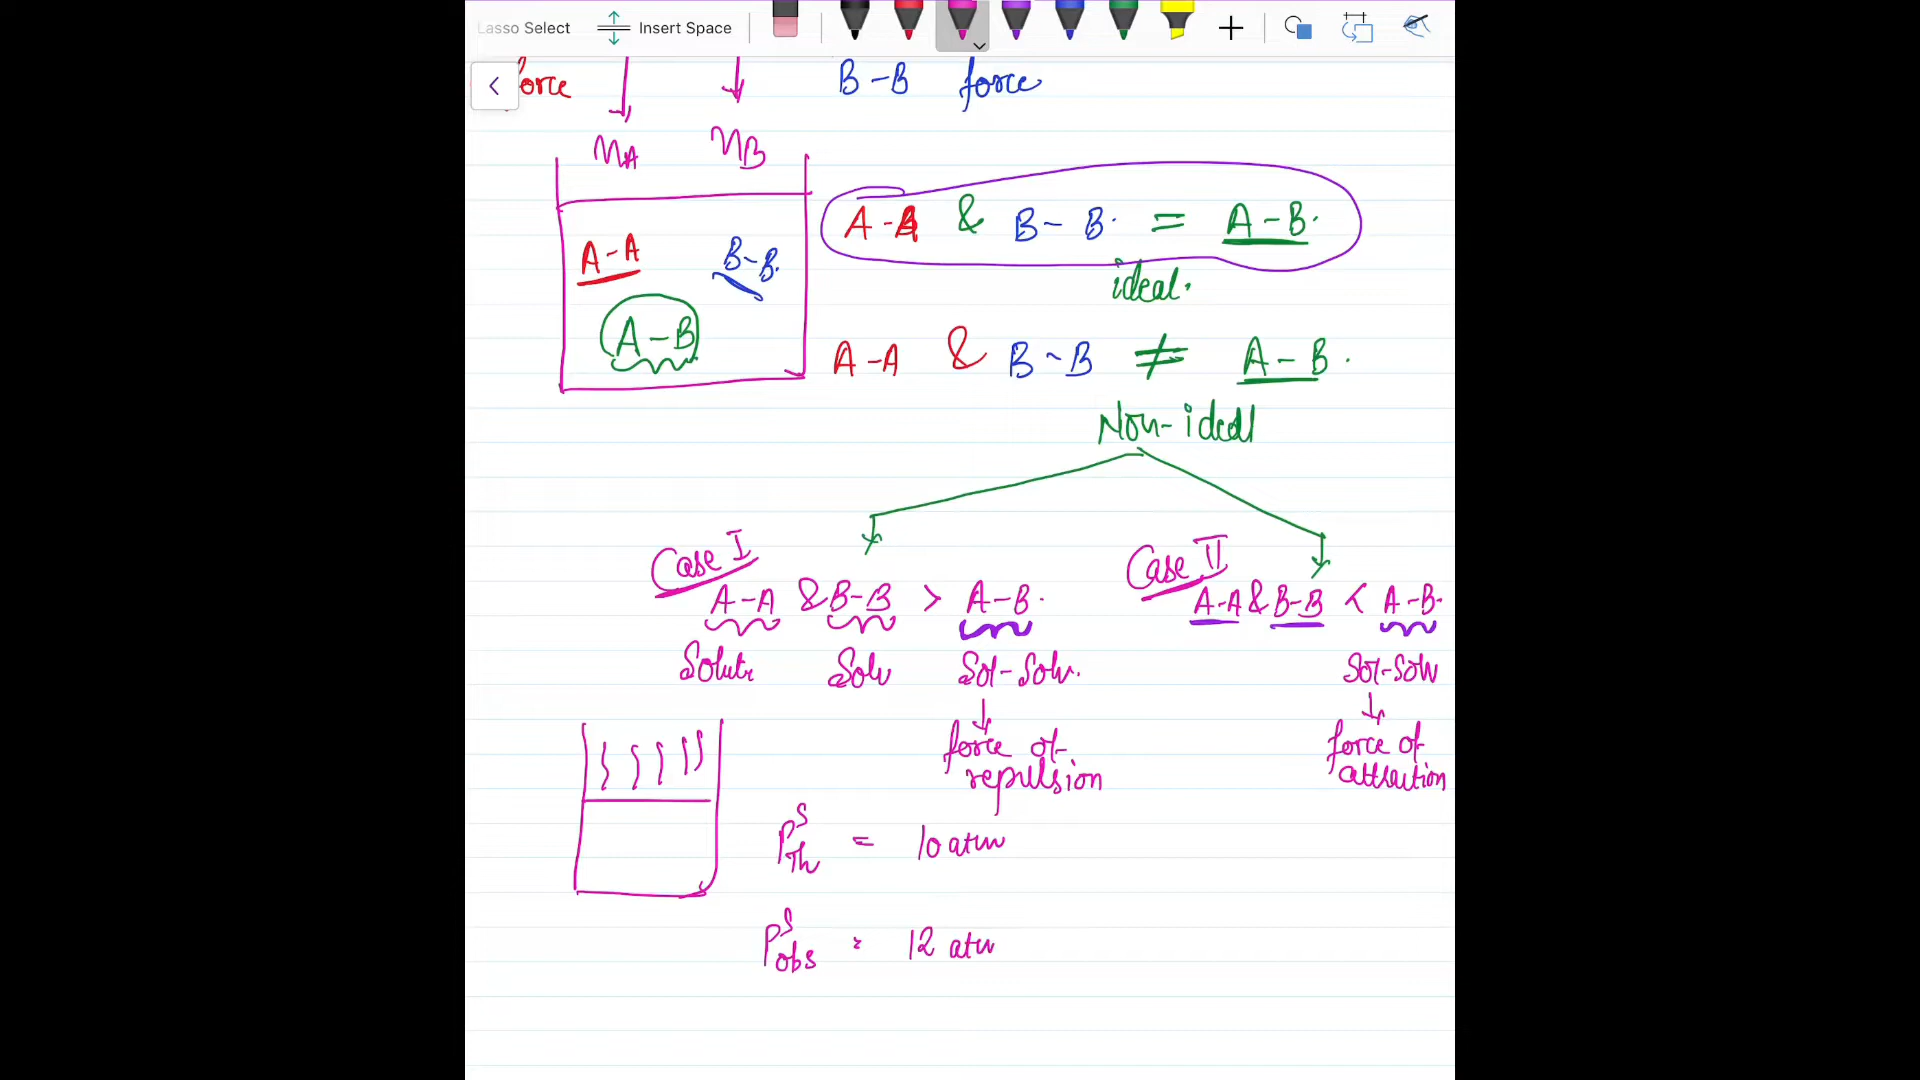 Lasso Select Insert Space
force B-B force
nA nB
A-A & B-B. = A-B.
A-A B-B.
ideal.
A-B
A-A & B-B ≠ A-B.
Non-ideal
Case I Case II
A-A & B-B > A-B. A-A & B-B < A-B.
Solute Solv Sol-Solv. Sol-Solv
force of force of
repulsion attraction
P^S_Th = 10 atm
P^S_obs = 12 atm